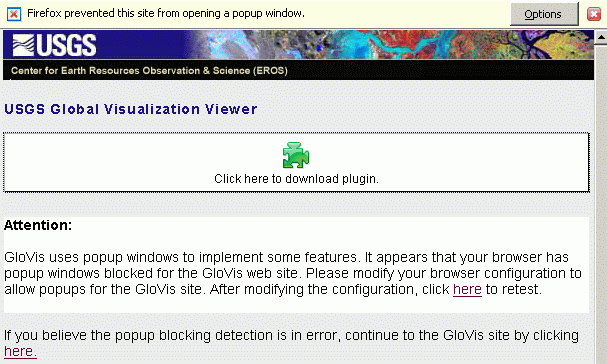 Firefox prevented this site from opening a popup window.
Options
USGS
Center for Earth Resources Observation & Science (EROS)
USGS Global Visualization Viewer
Click here to download plugin.
Attention:
GloVis uses popup windows to implement some features. It appears that your browser has
popup windows blocked for the GloVis web site. Please modify your browser configuration to
allow popups for the GloVis site. After modifying the configuration, click here to retest.
If you believe the popup blocking detection is in error, continue to the GloVis site by clicking
here.